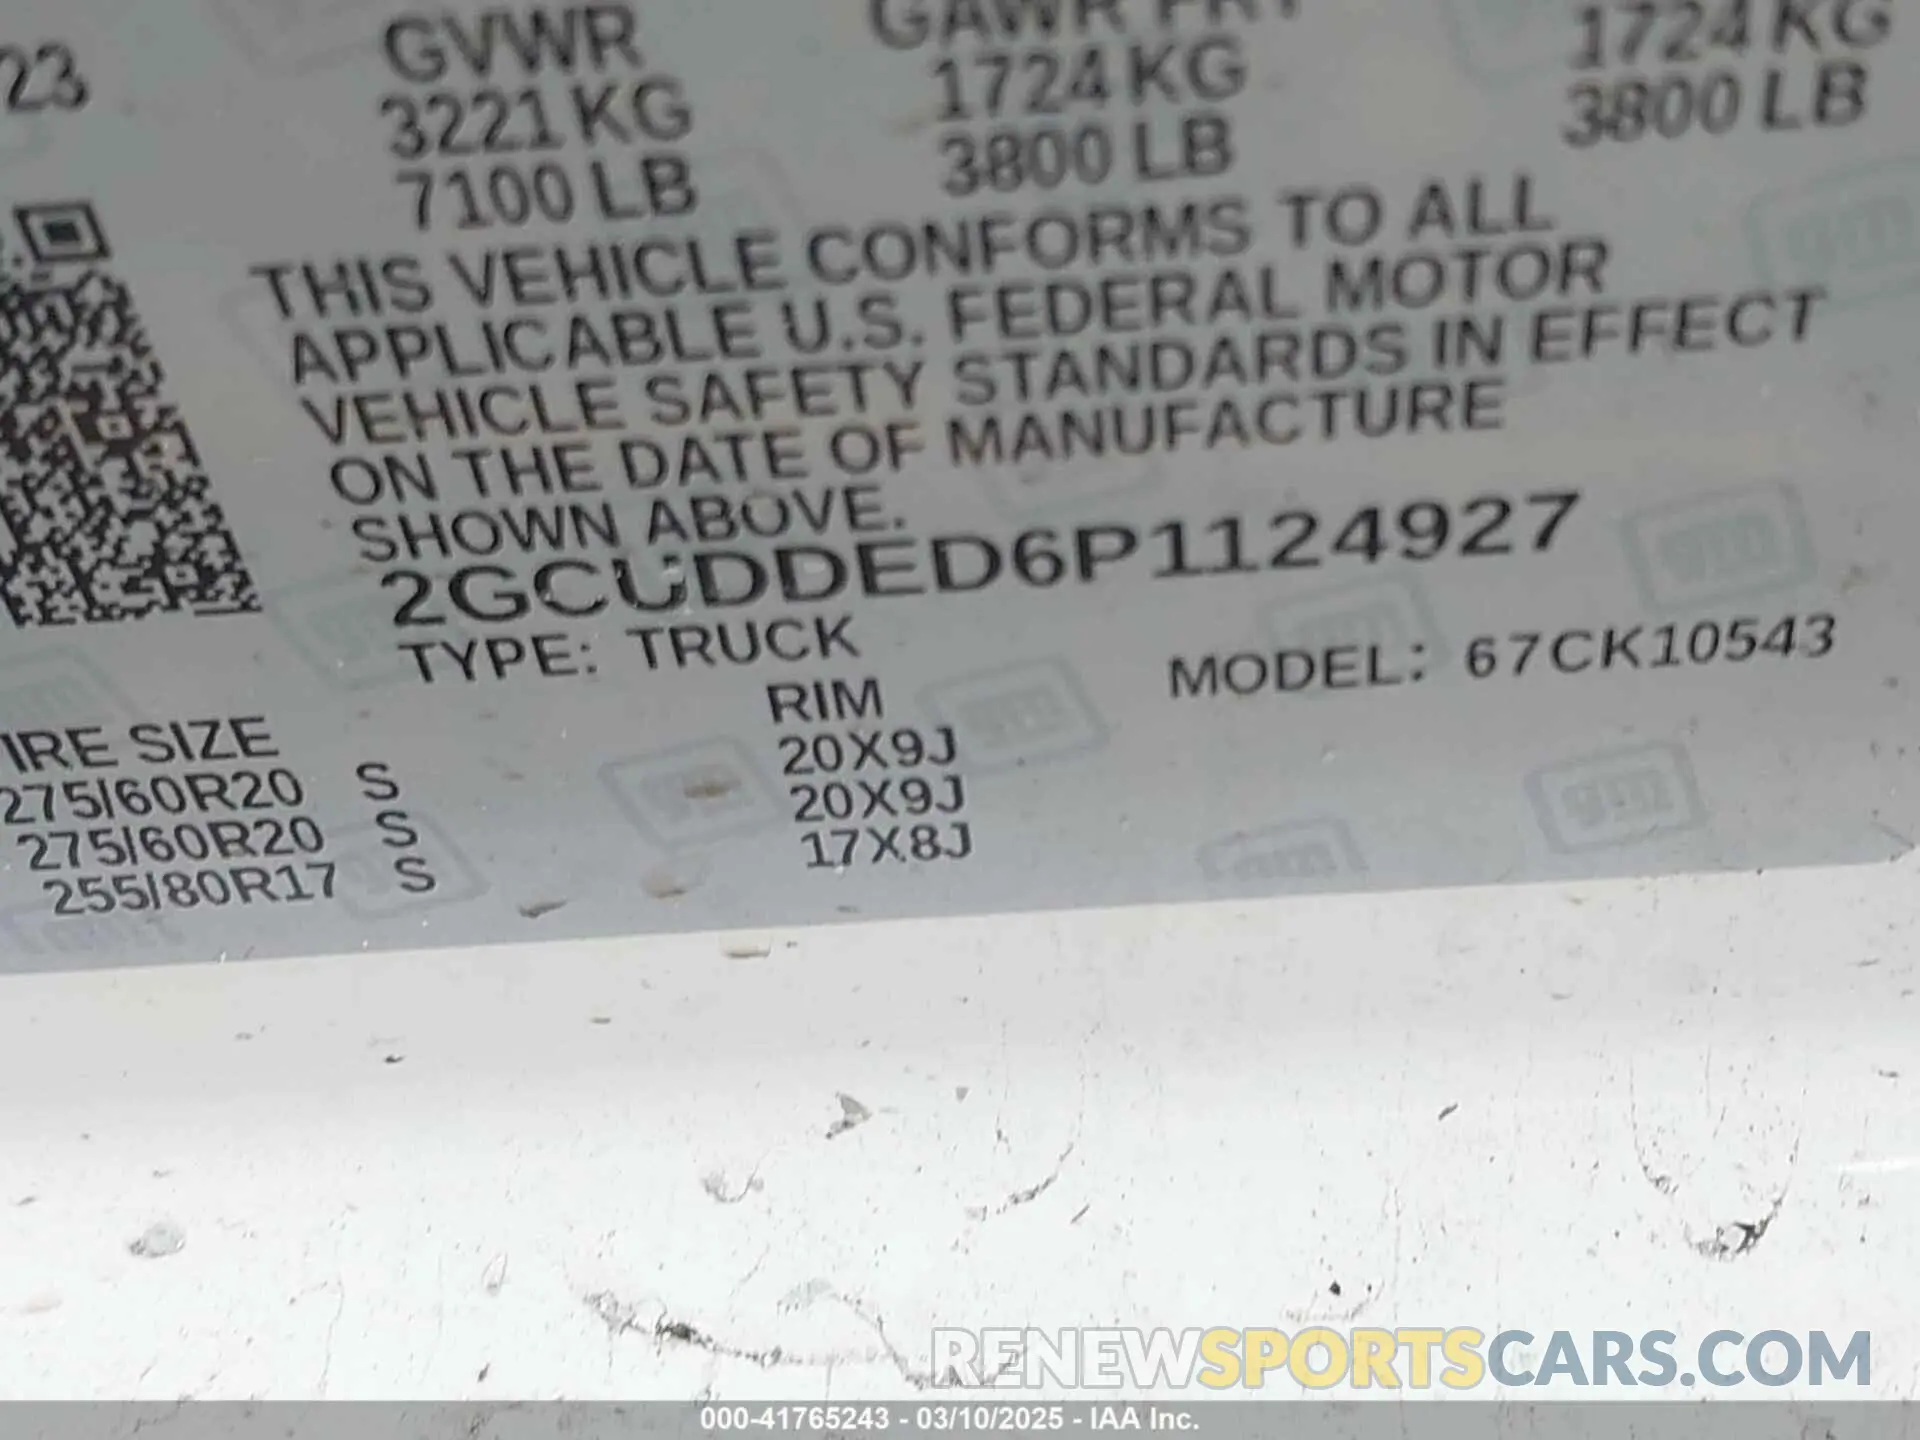 23
GVWR
3221 KG
7100 LB
GAWR FRT
1724 KG
3800 LB
1724 KG
3800 LB
THIS VEHICLE CONFORMS TO ALL
APPLICABLE U.S. FEDERAL MOTOR
VEHICLE SAFETY STANDARDS IN EFFECT
ON THE DATE OF MANUFACTURE
SHOWN ABOVE.
2GCUDDED6P1124927
TYPE: TRUCK
MODEL: 67CK10543
IRE SIZE RIM
275/60R20 S 20X9J
275/60R20 S 20X9J
255/80R17 S 17X8J
gm
RENEWSPORTSCARS.COM
000-41765243 - 03/10/2025 - IAA Inc.